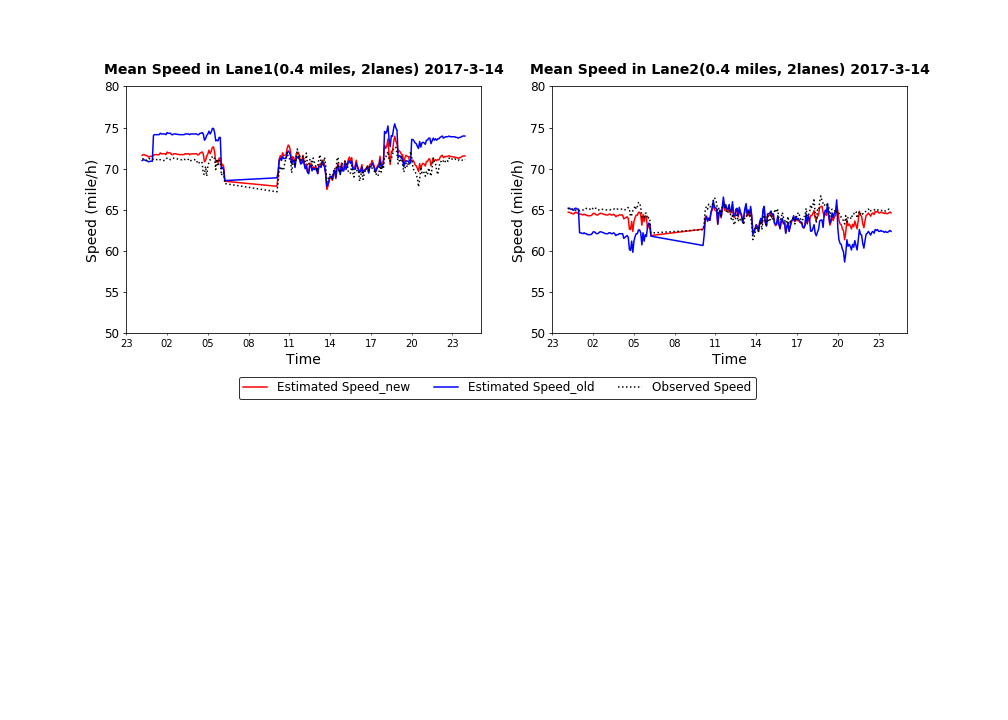 Mean Speed in Lane1(0.4 miles, 2lanes) 2017-3-14
80
75
70
65
60
55
50
Speed (mile/h)
23 02 05 08 11 14 17 20 23
Time
Mean Speed in Lane2(0.4 miles, 2lanes) 2017-3-14
80
75
70
65
60
55
50
Speed (mile/h)
23 02 05 08 11 14 17 20 23
Time
Estimated Speed_new Estimated Speed_old Observed Speed